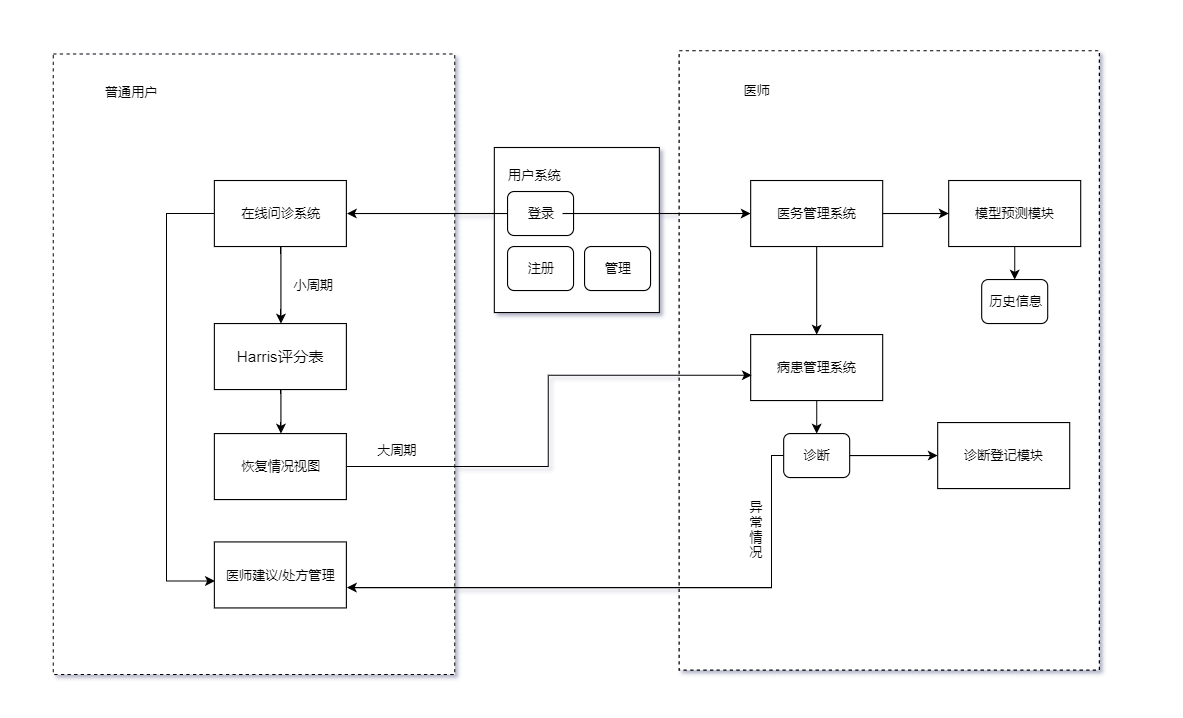 普通用户
医师
用户系统
在线问诊系统
登录
医务管理系统
模型预测模块
注册
管理
小周期
历史信息
Harris评分表
病患管理系统
大周期
恢复情况视图
诊断
诊断登记模块
异常情况
医师建议/处方管理